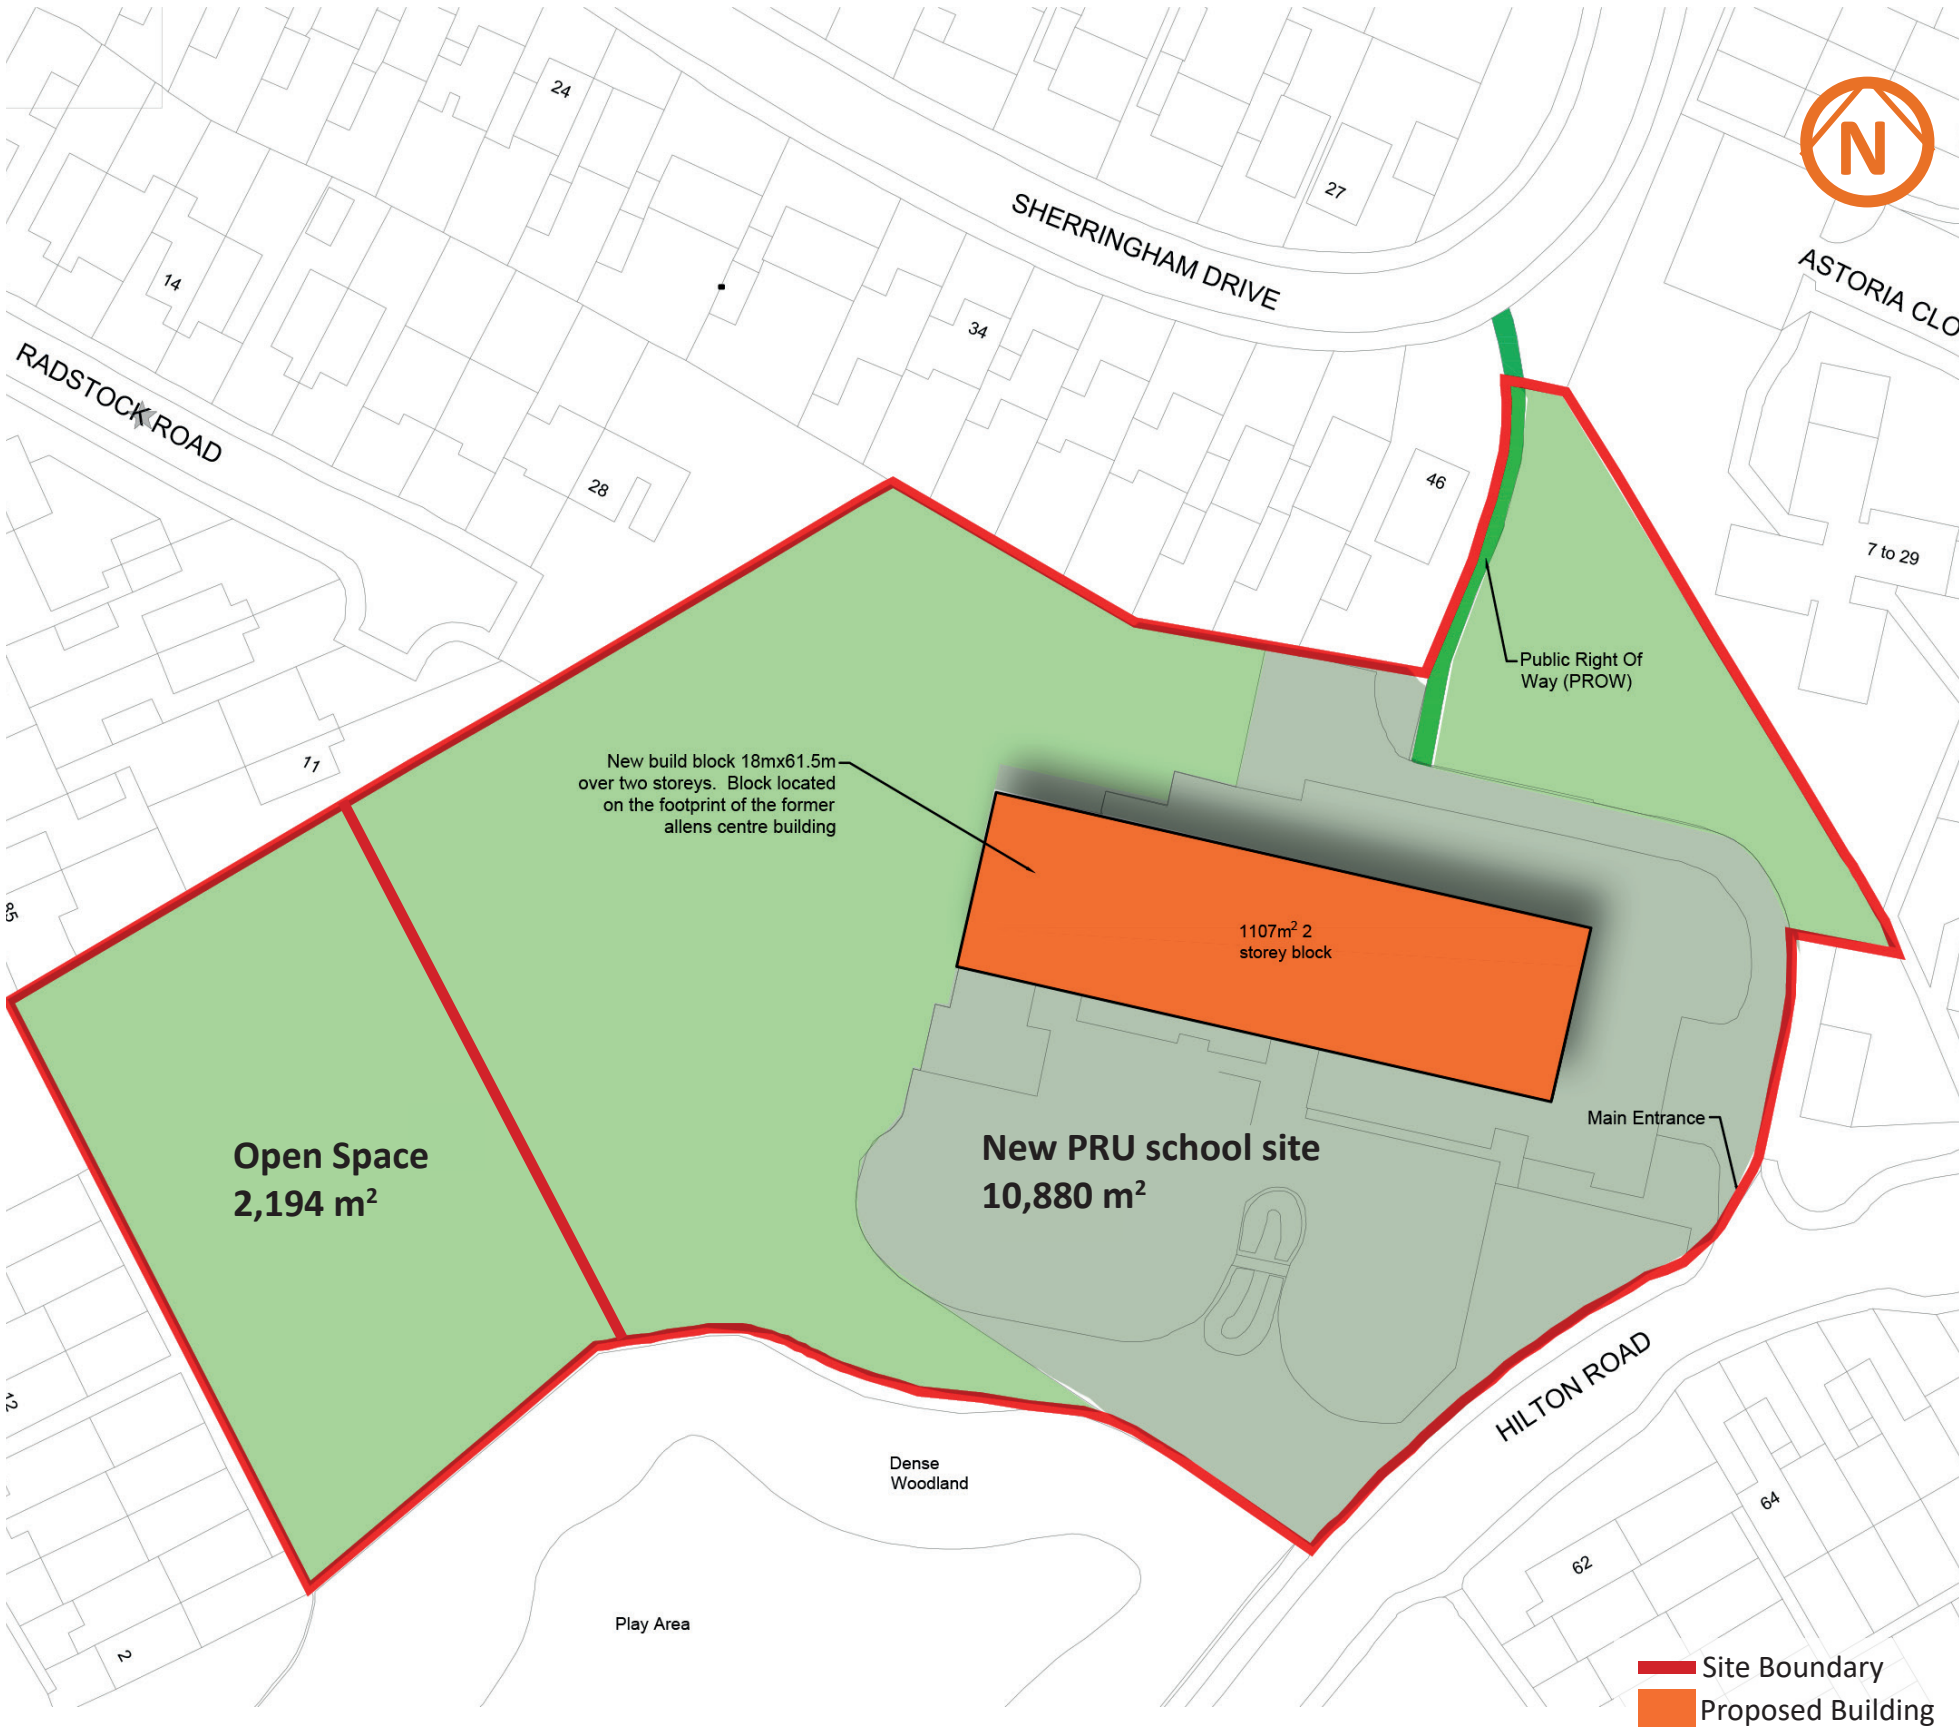 24
N
27
SHERRINGHAM DRIVE
14
ASTORIA CLO
34
RADSTOCK ROAD
46
28
7 to 29
Public Right Of
Way (PROW)
11
New build block 18mx61.5m
over two storeys. Block located
on the footprint of the former
allens centre building
85
1107m² 2
storey block
Main Entrance
Open Space
2,194 m²
New PRU school site
10,880 m²
HILTON ROAD
12
Dense
Woodland
64
62
Play Area
2
Site Boundary
Proposed Building